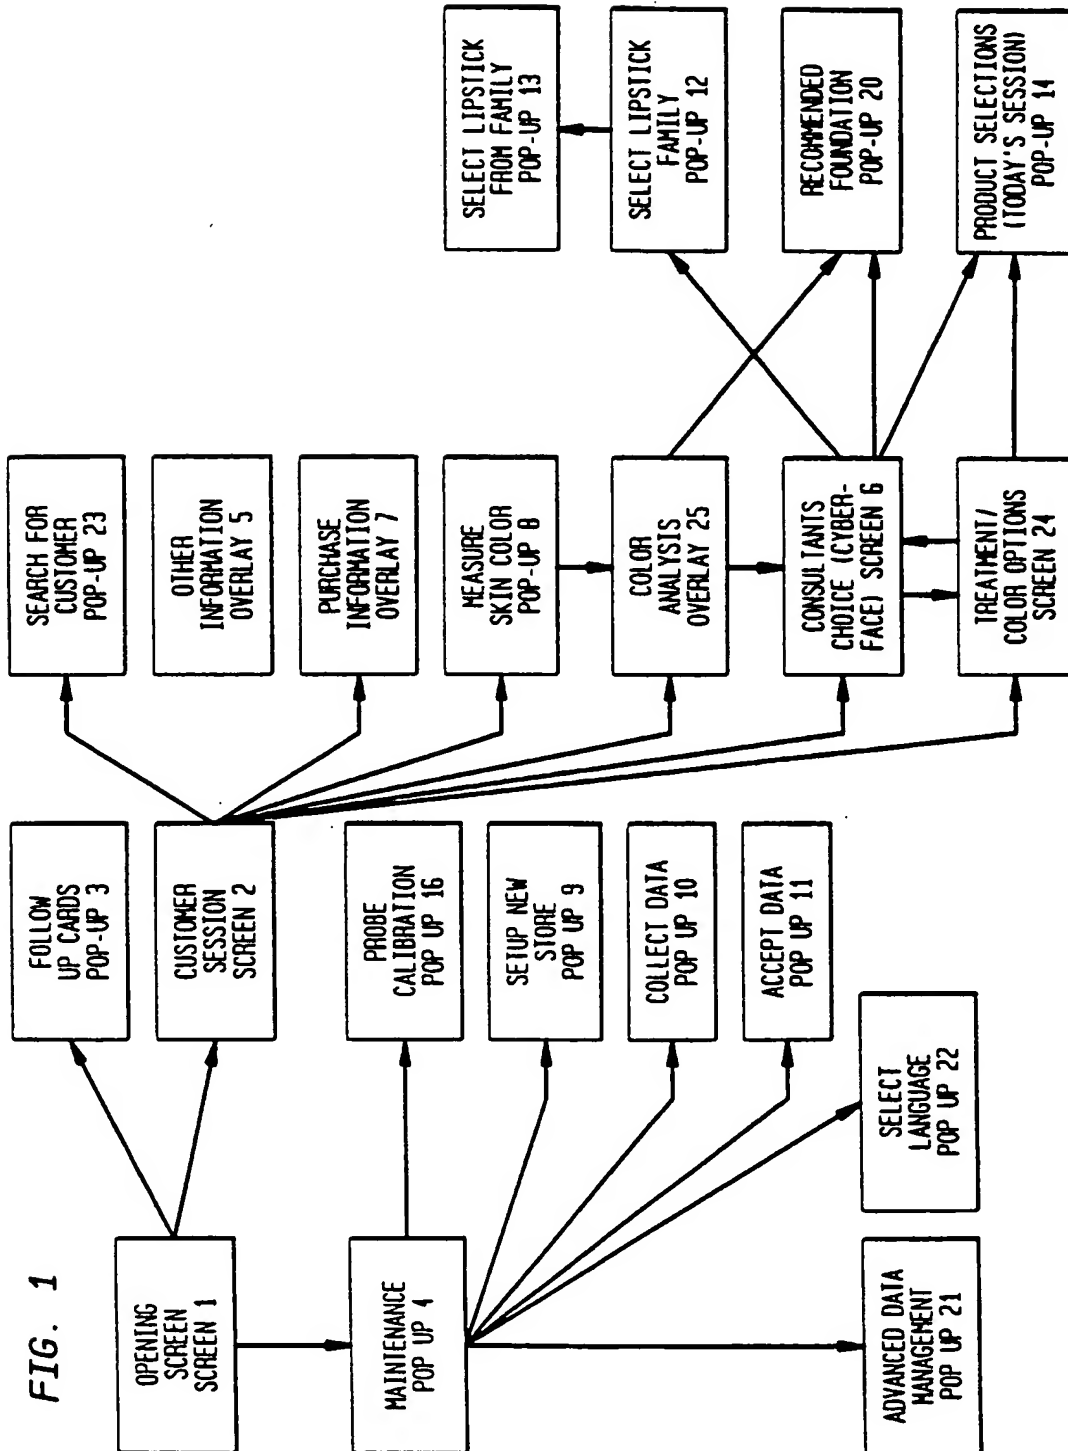 FIG. 1
OPENING
SCREEN
SCREEN 1
MAINTENANCE
POP UP 4
ADVANCED DATA
MANAGEMENT
POP UP 21
SELECT
LANGUAGE
POP UP 22
FOLLOW
UP CARDS
POP-UP 3
CUSTOMER
SESSION
SCREEN 2
PROBE
CALIBRATION
POP UP 16
SETUP NEW
STORE
POP UP 9
COLLECT DATA
POP UP 10
ACCEPT DATA
POP UP 11
SEARCH FOR
CUSTOMER
POP-UP 23
OTHER
INFORMATION
OVERLAY 5
PURCHASE
INFORMATION
OVERLAY 7
MEASURE
SKIN COLOR
POP-UP 8
COLOR
ANALYSIS
OVERLAY 25
CONSULTANTS
CHOICE (CYBER-
FACE) SCREEN 6
TREATMENT/
COLOR OPTIONS
SCREEN 24
SELECT LIPSTICK
FROM FAMILY
POP-UP 13
SELECT LIPSTICK
FAMILY
POP-UP 12
RECOMMENDED
FOUNDATION
POP-UP 20
PRODUCT SELECTIONS
(TODAY'S SESSION)
POP-UP 14